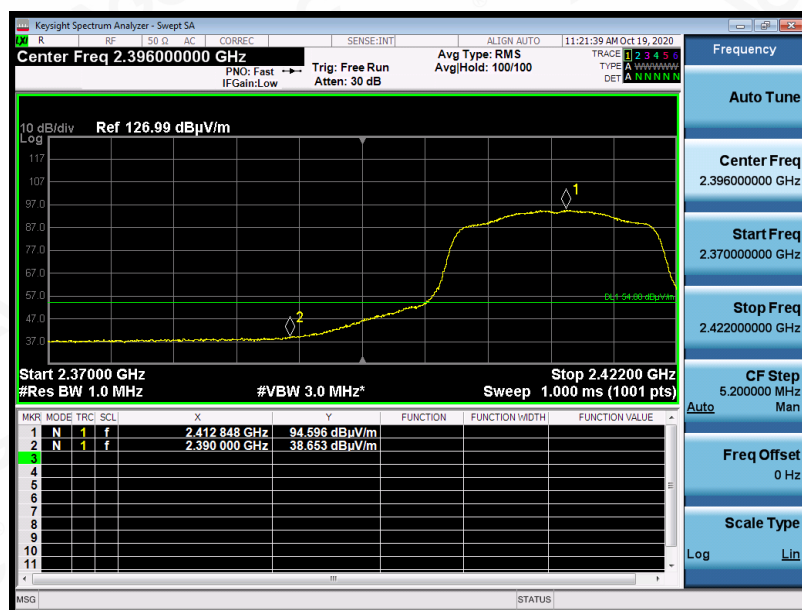 Keysight Spectrum Analyzer - Swept SA
LXI R RF 50 Ω AC CORREC SENSE:INT ALIGN AUTO 11:21:39 AM Oct 19, 2020
Center Freq 2.396000000 GHz
PNO: Fast
IFGain:Low
Trig: Free Run
Atten: 30 dB
Avg Type: RMS
Avg|Hold: 100/100
TRACE 1 2 3 4 5 6
TYPE A WWWWW
DET A N N N N N
10 dB/div Ref 126.99 dBµV/m
Log
117
107
97.0
87.0
77.0
67.0
57.0
47.0
37.0
1
2
DL1 54.00 dBµV/m
Start 2.37000 GHz Stop 2.42200 GHz
#Res BW 1.0 MHz #VBW 3.0 MHz* Sweep 1.000 ms (1001 pts)
MKR MODE TRC SCL X Y FUNCTION FUNCTION WIDTH FUNCTION VALUE
1 N 1 f 2.412 848 GHz 94.596 dBµV/m
2 N 1 f 2.390 000 GHz 38.653 dBµV/m
3
4
5
6
7
8
9
10
11
MSG STATUS
Frequency
Auto Tune
Center Freq
2.396000000 GHz
Start Freq
2.370000000 GHz
Stop Freq
2.422000000 GHz
CF Step
5.200000 MHz
Auto Man
Freq Offset
0 Hz
Scale Type
Log Lin